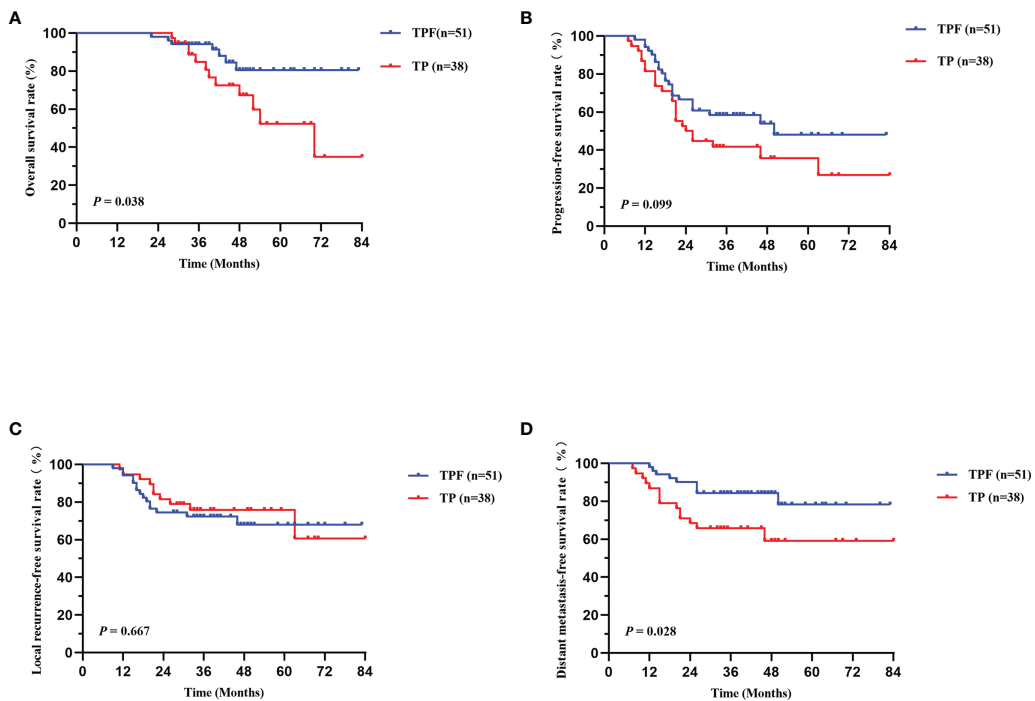 A
TPF(n=51)
TP (n=38)
Overall survival rate (%)
100
80
60
40
20
0
P = 0.038
0 12 24 36 48 60 72 84
Time (Months)
B
TPF (n=51)
TP (n=38)
Progression-free survival rate（ %）
100
80
60
40
20
0
P = 0.099
0 12 24 36 48 60 72 84
Time (Months)
C
TPF (n=51)
TP (n=38)
Local recurrence-free survival rate（ %）
100
80
60
40
20
0
P = 0.667
0 12 24 36 48 60 72 84
Time (Months)
D
TPF (n=51)
TP (n=38)
Distant metastasis-free survival rate（ %）
100
80
60
40
20
0
P = 0.028
0 12 24 36 48 60 72 84
Time (Months)